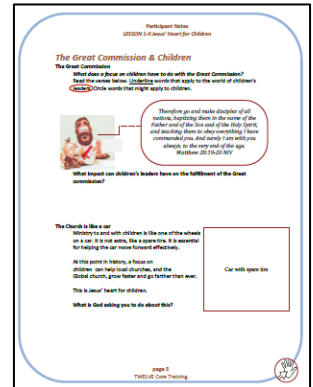 Participant Notes
LESSON 1-5 Jesus' Heart for Children
The Great Commission & Children
The Great Commission
What does a focus on children have to do with the Great Commission?
Read the verses below. Underline words that apply to the world of children's
leaders. Circle words that might apply to children.
Therefore go and make disciples of all
nations, baptizing them in the name of the
Father and of the Son and of the Holy Spirit,
and teaching them to obey everything I have
commanded you. And surely I am with you
always, to the very end of the age.
Matthew 28:19-20 NIV
What impact can children's leaders have on the fulfillment of the Great
commission?
The Church is like a car
Ministry to and with children is like one of the wheels
on a car. It is not extra, like a spare tire. It is essential
for helping the car move forward effectively.
At this point in history, a focus on
children can help local churches, and the
Global church, grow faster and go farther than ever.
This is Jesus' heart for children.
What is God asking you to do about this?
Car with spare tire
page 5
TWELVE Core Training